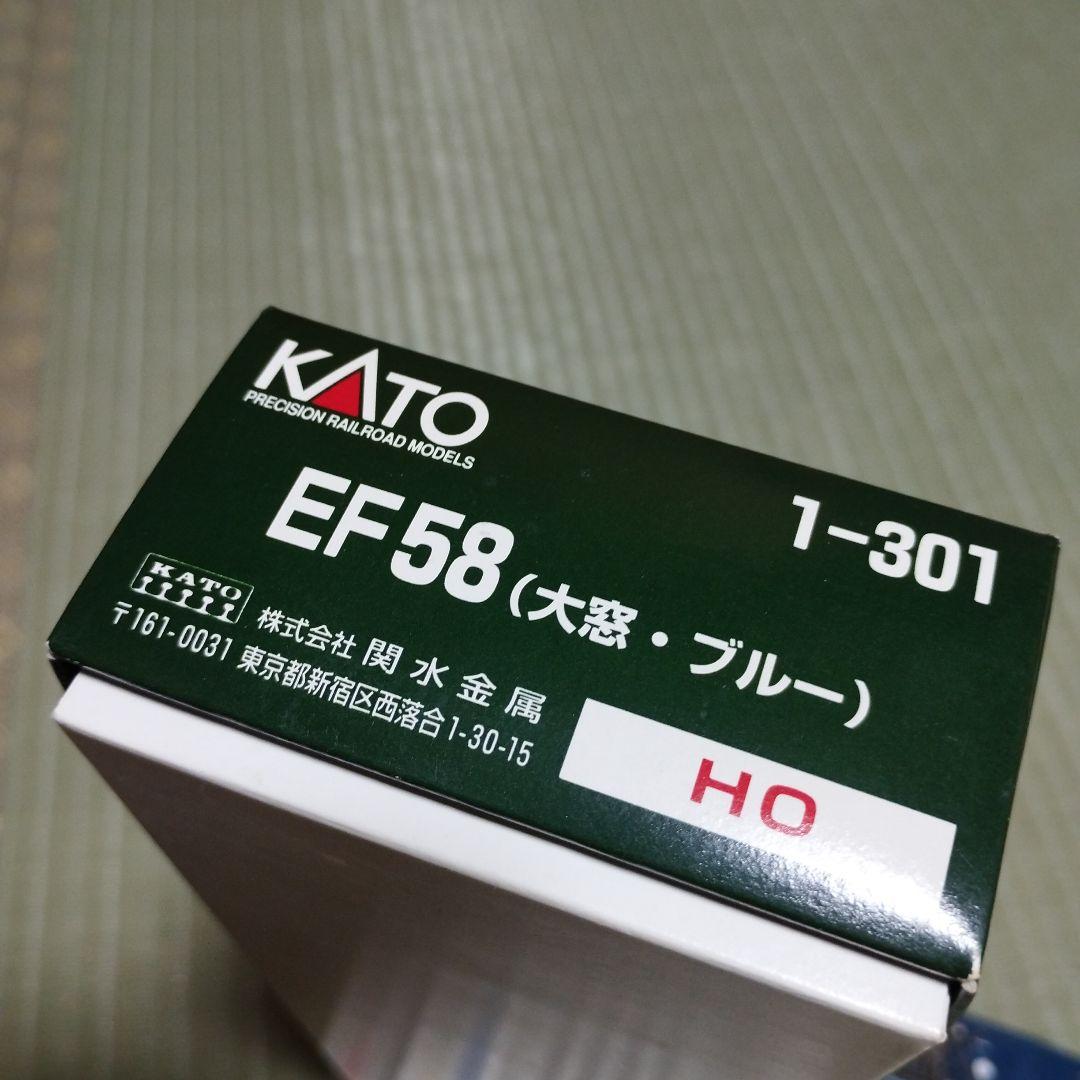 KATO
PRECISION RAILROAD MODELS
1-301
EF58(大窓・ブルー)
KATO
株式会社 関水金属
〒161-0031 東京都新宿区西落合1-30-15
HO